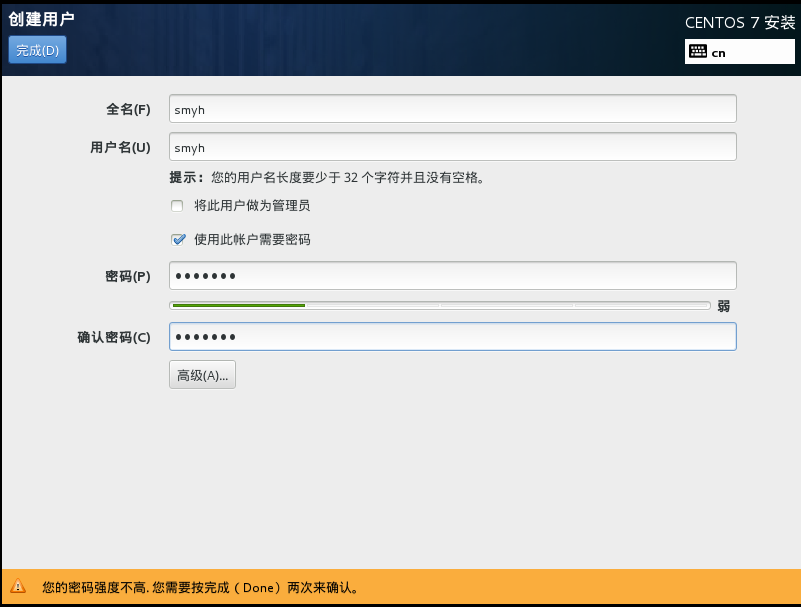 创建用户
CENTOS 7 安装
完成(D)
cn
全名(F)
smyh
用户名(U)
smyh
提示：您的用户名长度要少于 32 个字符并且没有空格。
将此用户做为管理员
使用此帐户需要密码
密码(P)
●●●●●●●
弱
确认密码(C)
●●●●●●●
高级(A)...
您的密码强度不高. 您需要按完成（Done）两次来确认。